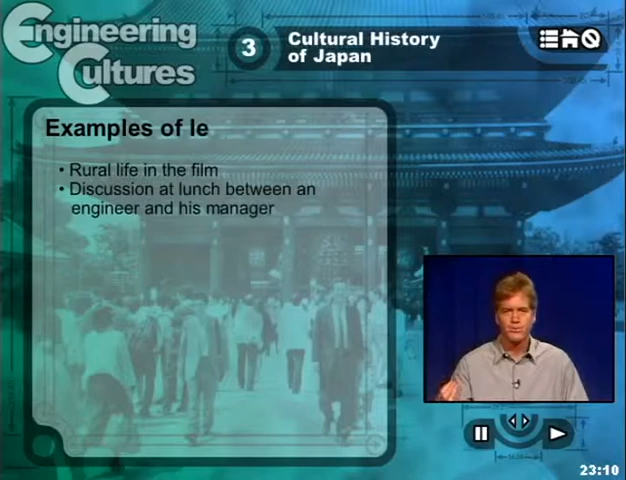 Engineering
Cultures
3
Cultural History
of Japan
Examples of Ie
• Rural life in the film
• Discussion at lunch between an
engineer and his manager
23:10